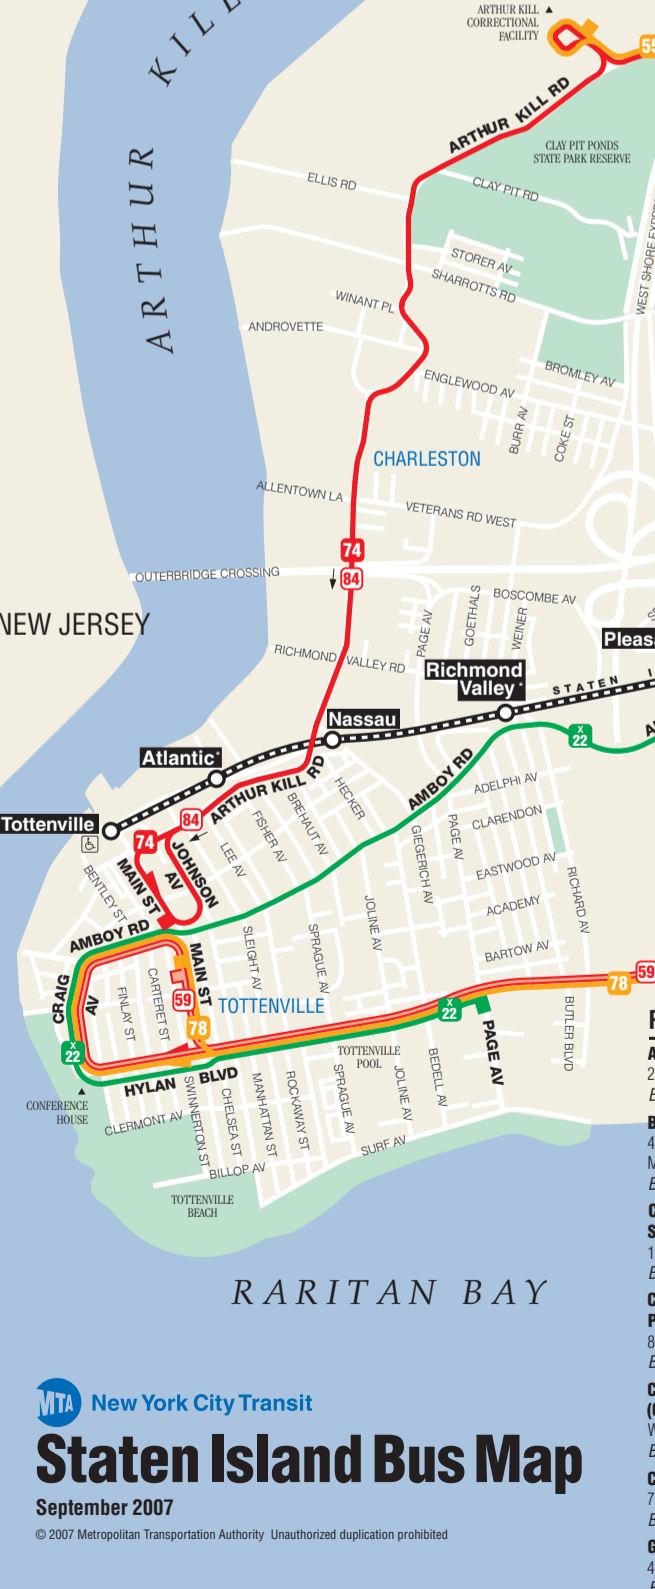 ARTHUR KILL
ARTHUR KILL
CORRECTIONAL
FACILITY
55
ARTHUR KILL RD
CLAY PIT PONDS
STATE PARK RESERVE
ELLIS RD
CLAY PIT RD
STORER AV
SHARROTTS RD
WINANT PL
ANDROVETTE
BROMLEY AV
ENGLEWOOD AV
BURR AV
COKE ST
CHARLESTON
ALLENTOWN LA
VETERANS RD WEST
74
OUTERBRIDGE CROSSING
84
BOSCOMBE AV
PAGE AV
GOETHALS
WEINER
NEW JERSEY
RICHMOND VALLEY RD
Richmond
Valley*
STATEN
Nassau
X
22
Atlantic*
ARTHUR KILL RD
HECKER
AMBOY RD
ADELPHI AV
Tottenville
84
74
BREHAUT AV
FISHER AV
LEE AV
JOHNSON
AV
MAIN ST
BENTLEY ST
CLARENDON
PAGE AV
GIEGERICH AV
EASTWOOD AV
RICHARD AV
ACADEMY
BARTOW AV
AMBOY RD
JOLINE AV
SPRAGUE AV
SLEIGHT AV
MAIN ST
CRAIG
AV
CARTERET ST
FINLAY ST
59
78
TOTTENVILLE
78
59
X
22
BUTLER BLVD
PAGE AV
X
22
HYLAN BLVD
TOTTENVILLE
POOL
CONFERENCE
HOUSE
CLERMONT AV
SWINNERTON ST
CHELSEA ST
MANHATTAN ST
ROCKAWAY ST
SPRAGUE AV
JOLINE AV
BEDELL AV
SURF AV
BILLOP AV
TOTTENVILLE
BEACH
RARITAN BAY
MTA New York City Transit
Staten Island Bus Map
September 2007
© 2007 Metropolitan Transportation Authority Unauthorized duplication prohibited